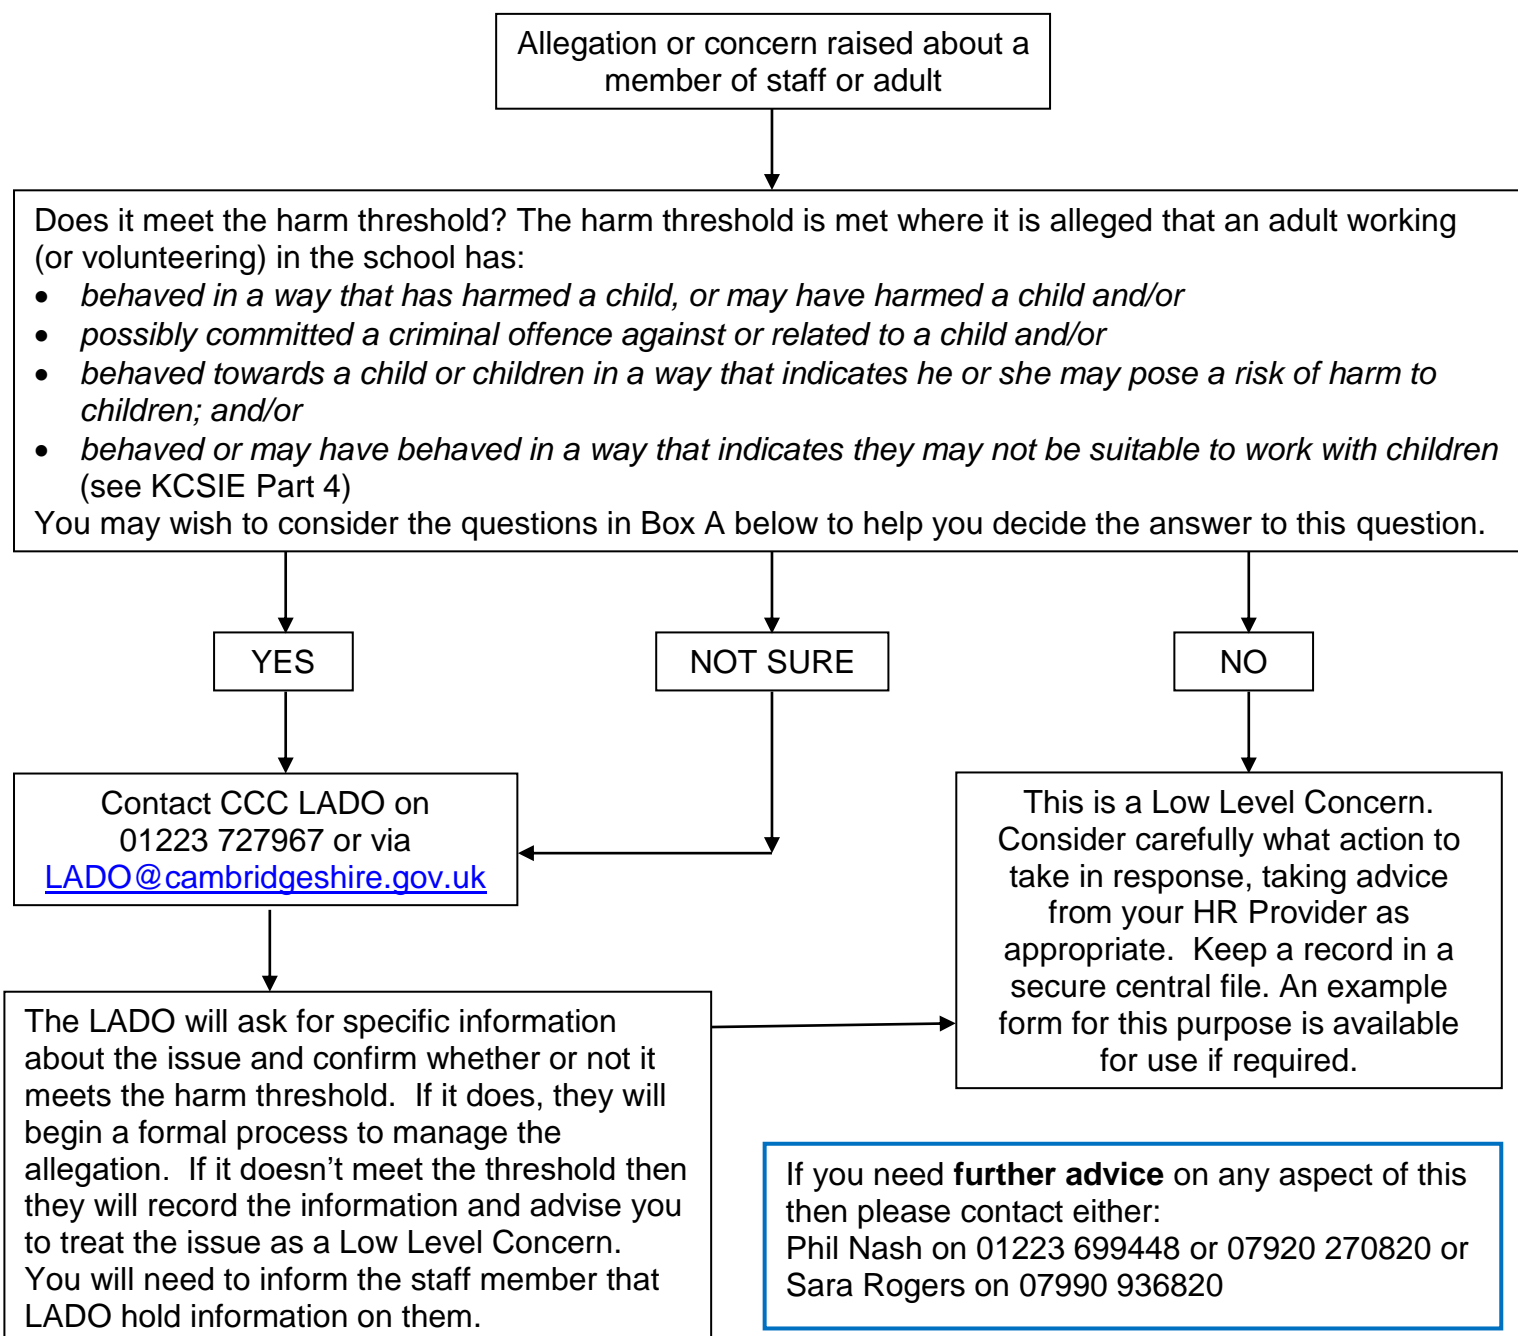 Allegation or concern raised about a
member of staff or adult
Does it meet the harm threshold? The harm threshold is met where it is alleged that an adult working
(or volunteering) in the school has:
• behaved in a way that has harmed a child, or may have harmed a child and/or
• possibly committed a criminal offence against or related to a child and/or
• behaved towards a child or children in a way that indicates he or she may pose a risk of harm to
children; and/or
• behaved or may have behaved in a way that indicates they may not be suitable to work with children
(see KCSIE Part 4)
You may wish to consider the questions in Box A below to help you decide the answer to this question.
YES
NOT SURE
NO
Contact CCC LADO on
01223 727967 or via
LADO@cambridgeshire.gov.uk
This is a Low Level Concern.
Consider carefully what action to
take in response, taking advice
from your HR Provider as
appropriate.  Keep a record in a
secure central file. An example
form for this purpose is available
for use if required.
The LADO will ask for specific information
about the issue and confirm whether or not it
meets the harm threshold.  If it does, they will
begin a formal process to manage the
allegation.  If it doesn’t meet the threshold then
they will record the information and advise you
to treat the issue as a Low Level Concern.
You will need to inform the staff member that
LADO hold information on them.
If you need further advice on any aspect of this
then please contact either:
Phil Nash on 01223 699448 or 07920 270820 or
Sara Rogers on 07990 936820